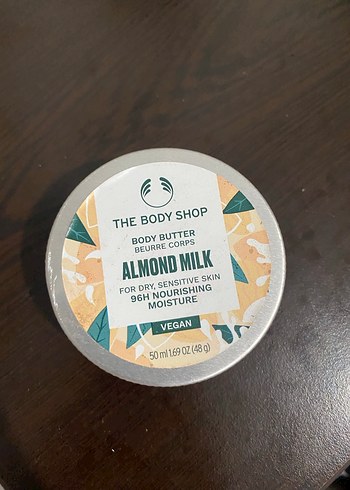 THE BODY SHOP
BODY BUTTER
BEURRE CORPS
ALMOND MILK
FOR DRY, SENSITIVE SKIN
96H NOURISHING
MOISTURE
VEGAN
50 ml 1.69 OZ (48 g)